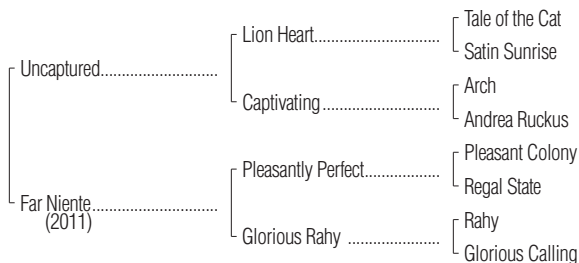 Tale of the Cat
Lion Heart..................................
Satin Sunrise
Uncaptured................................
Arch
Captivating................................
Andrea Ruckus
Pleasant Colony
Pleasantly Perfect.....................
Regal State
Far Niente..................................
(2011)
Rahy
Glorious Rahy .........................
Glorious Calling